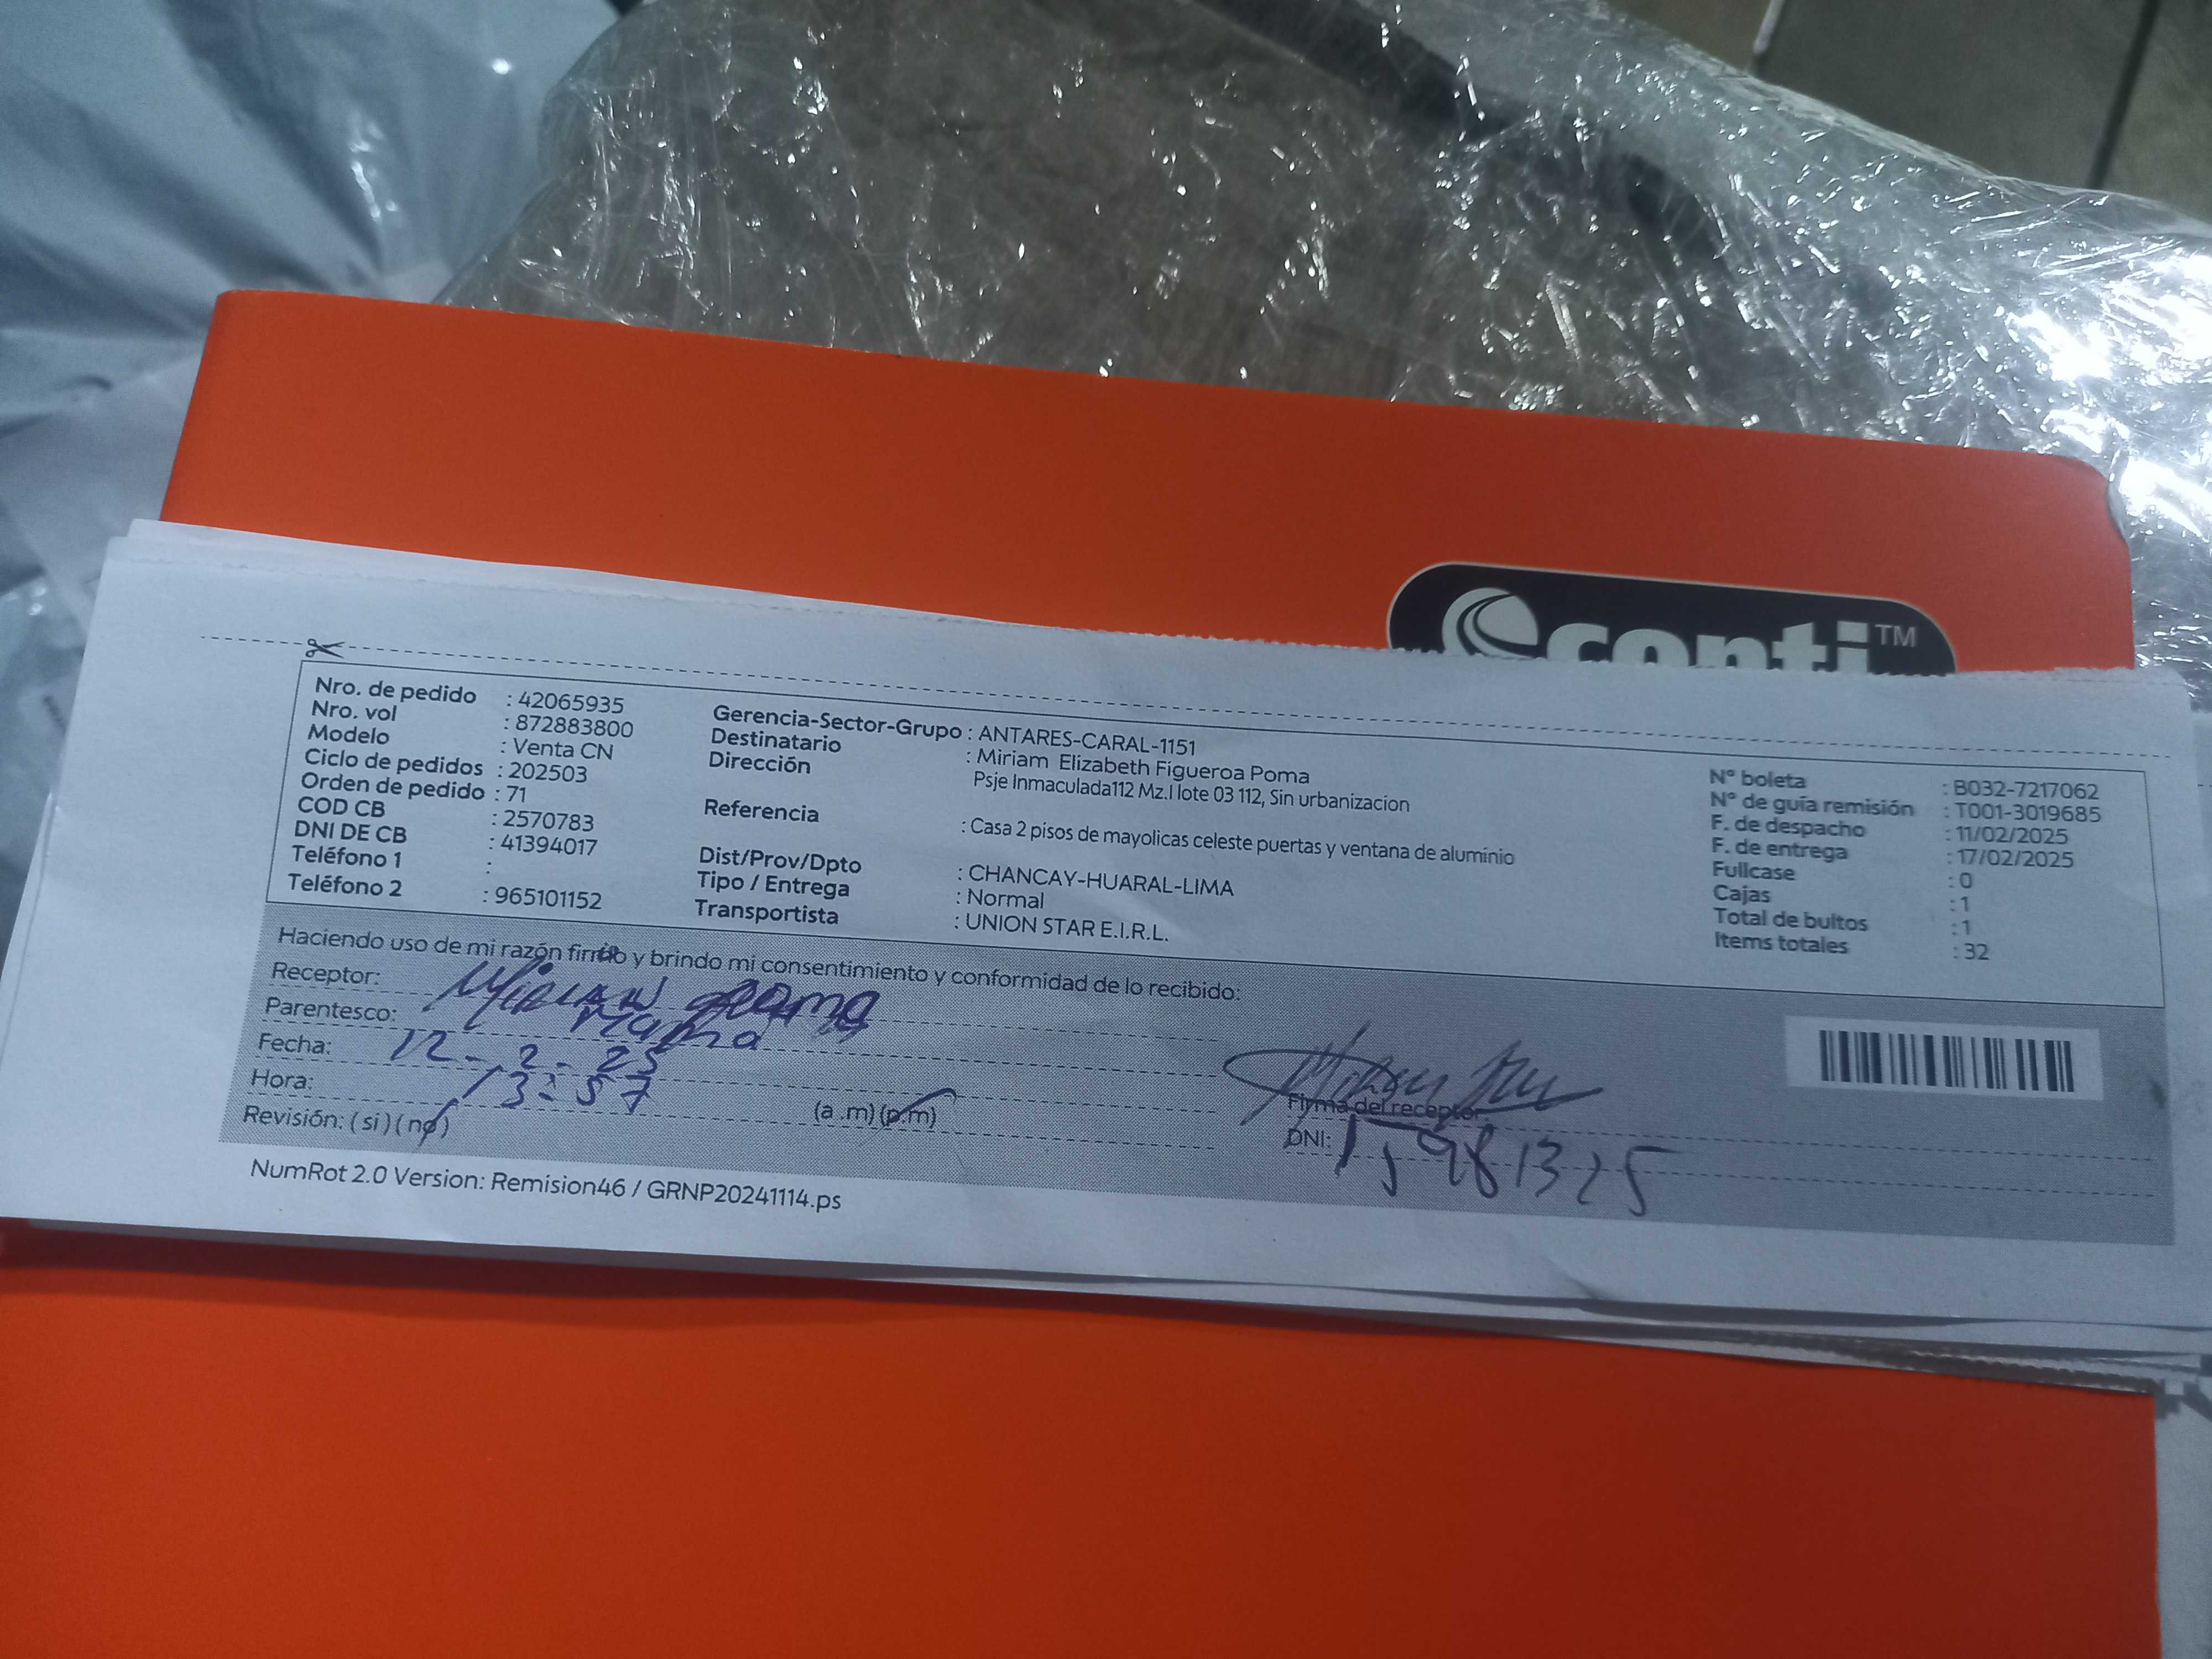 conti™
Nro. de pedido : 42065935
Nro. vol : 872883800
Modelo : Venta CN
Ciclo de pedidos : 202503
Orden de pedido : 71
COD CB : 2570783
DNI DE CB : 41394017
Teléfono 1 :
Teléfono 2 : 965101152
Gerencia-Sector-Grupo : ANTARES-CARAL-1151
Destinatario : Miriam Elizabeth Figueroa Poma
Dirección Psje Inmaculada112 Mz.I lote 03 112, Sin urbanizacion
Referencia : Casa 2 pisos de mayolicas celeste puertas y ventana de aluminio
Dist/Prov/Dpto : CHANCAY-HUARAL-LIMA
Tipo / Entrega : Normal
Transportista : UNION STAR E.I.R.L.
N° boleta : B032-7217062
N° de guía remisión : T001-3019685
F. de despacho : 11/02/2025
F. de entrega : 17/02/2025
Fullcase : 0
Cajas : 1
Total de bultos : 1
Items totales : 32
Haciendo uso de mi razón firmo y brindo mi consentimiento y conformidad de lo recibido:
Receptor:
Parentesco: Mama
Fecha: 12-2-25
Hora: 13:57 (a .m) (p.m)
Revisión: ( si ) ( no )
Firma del receptor
DNI: 15981325
NumRot 2.0 Version: Remision46 / GRNP20241114.ps